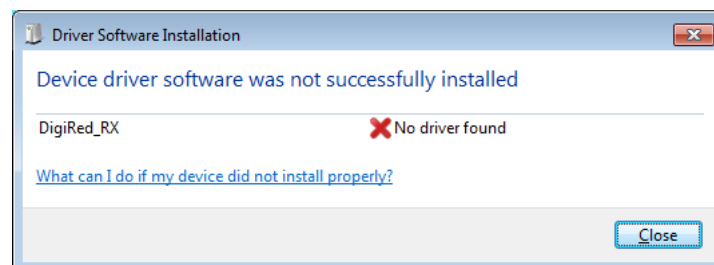 Driver Software Installation
Device driver software was not successfully installed
DigiRed_RX No driver found
What can I do if my device did not install properly?
Close